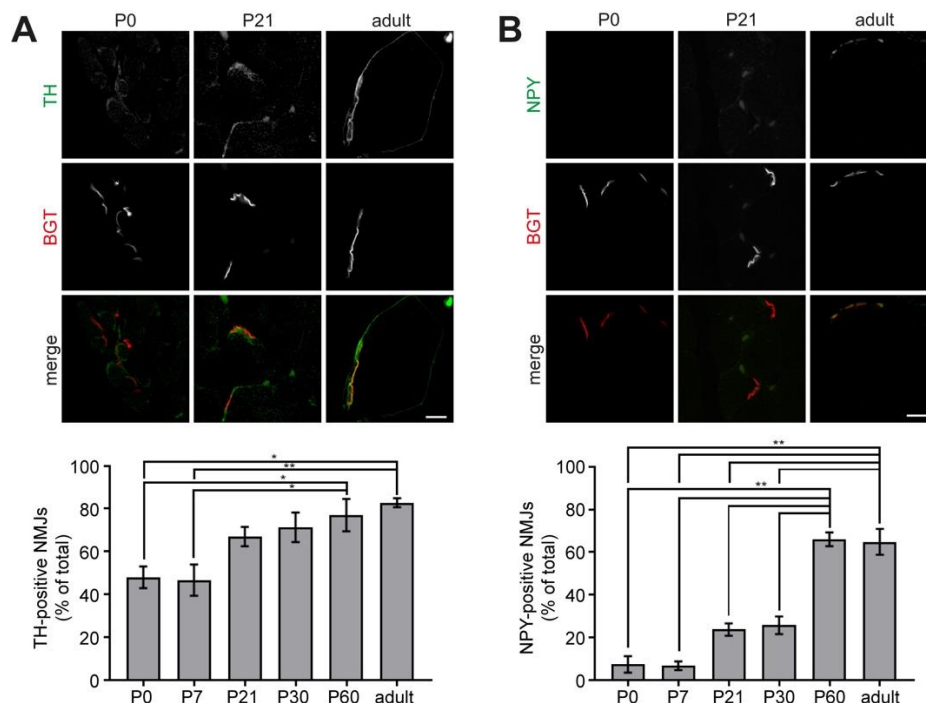 A
P0 P21 adult
TH
BGT
merge
TH-positive NMJs
(% of total)
100
80
60
40
20
0
*
**
*
*
P0 P7 P21 P30 P60 adult
B
P0 P21 adult
NPY
BGT
merge
NPY-positive NMJs
(% of total)
100
80
60
40
20
0
**
**
P0 P7 P21 P30 P60 adult